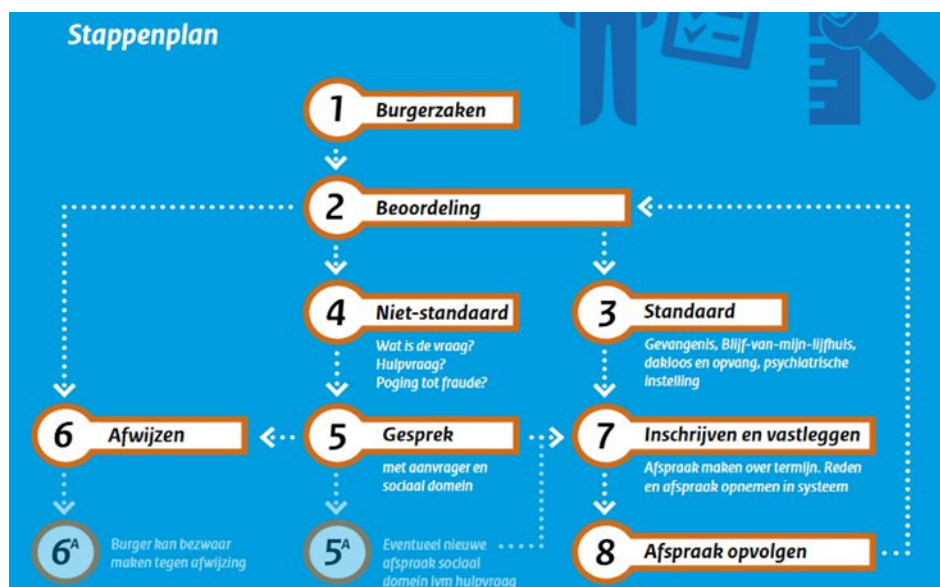 Stappenplan
1 Burgerzaken
2 Beoordeling
4 Niet-standaard
Wat is de vraag?
Hulpvraag?
Poging tot fraude?
3 Standaard
Gevangenis, Blijf-van-mijn-lijfhuis,
dakloos en opvang, psychiatrische
instelling
6 Afwijzen
5 Gesprek
met aanvrager en
sociaal domein
7 Inschrijven en vastleggen
Afspraak maken over termijn. Reden
en afspraak opnemen in systeem
6A Burger kan bezwaar
maken tegen afwijzing
5A Eventueel nieuwe
afspraak sociaal
domein ivm hulpvraag
8 Afspraak opvolgen